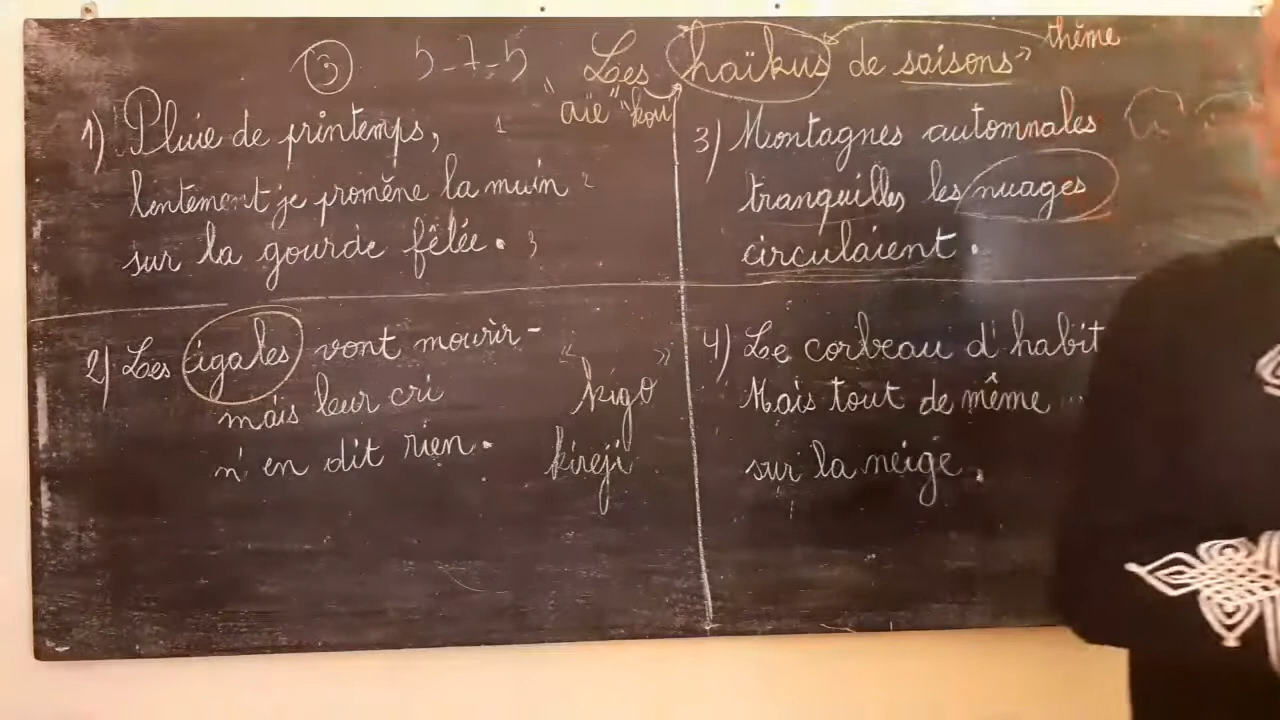 ③ 5-7-5 Les haïkus de saisons" thème
"aïe" "kou"
1) Pluie de printemps, 1
lentement je promène la main 2
sur la gourde fêlée. 3
2) Les cigales vont mourir-
mais leur cri
n'en dit rien.
"kigo"
kireji
3) Montagnes automnales
tranquilles les nuages
circulaient.
4) Le corbeau d'habit
Mais tout de même
sur la neige.